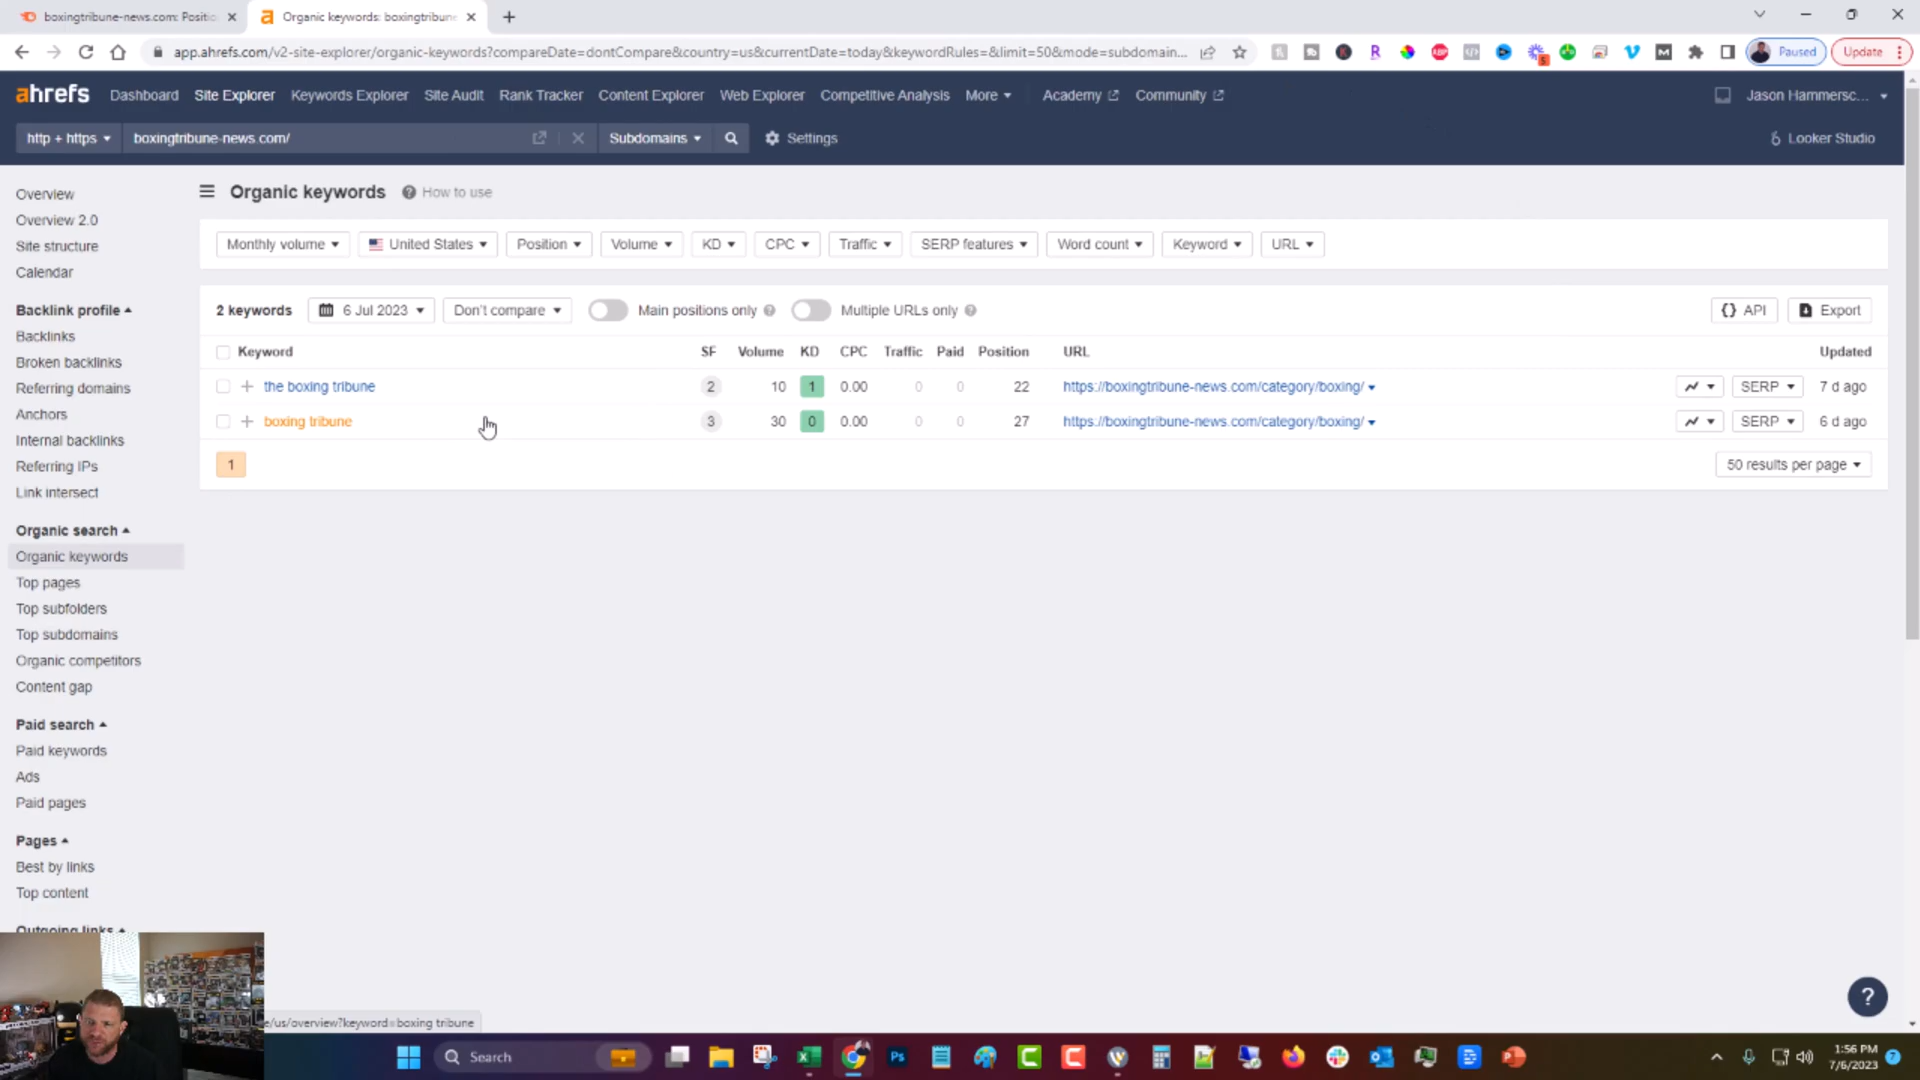 boxingtribune-news.com: Positio
Organic keywords: boxingtribune
app.ahrefs.com/v2-site-explorer/organic-keywords?compareDate=dontCompare&country=us&currentDate=today&keywordRules=&limit=50&mode=subdomain...
Paused
Update
ahrefs Dashboard Site Explorer Keywords Explorer Site Audit Rank Tracker Content Explorer Web Explorer Competitive Analysis More Academy Community Jason Hammersc...
http + https boxingtribune-news.com/ Subdomains Settings Looker Studio
Overview
Overview 2.0
Site structure
Calendar
Backlink profile
Backlinks
Broken backlinks
Referring domains
Anchors
Internal backlinks
Referring IPs
Link intersect
Organic search
Organic keywords
Top pages
Top subfolders
Top subdomains
Organic competitors
Content gap
Paid search
Paid keywords
Ads
Paid pages
Pages
Best by links
Top content
Outgoing links
Organic keywords ? How to use
Monthly volume United States Position Volume KD CPC Traffic SERP features Word count Keyword URL
2 keywords 6 Jul 2023 Don't compare Main positions only ? Multiple URLs only ? {} API Export
Keyword SF Volume KD CPC Traffic Paid Position URL Updated
+ the boxing tribune 2 10 1 0.00 0 0 22 https://boxingtribune-news.com/category/boxing/ SERP 7 d ago
+ boxing tribune 3 30 0 0.00 0 0 27 https://boxingtribune-news.com/category/boxing/ SERP 6 d ago
1 50 results per page
?
e/us/overview?keyword=boxing tribune
Search
1:56 PM
7/6/2023